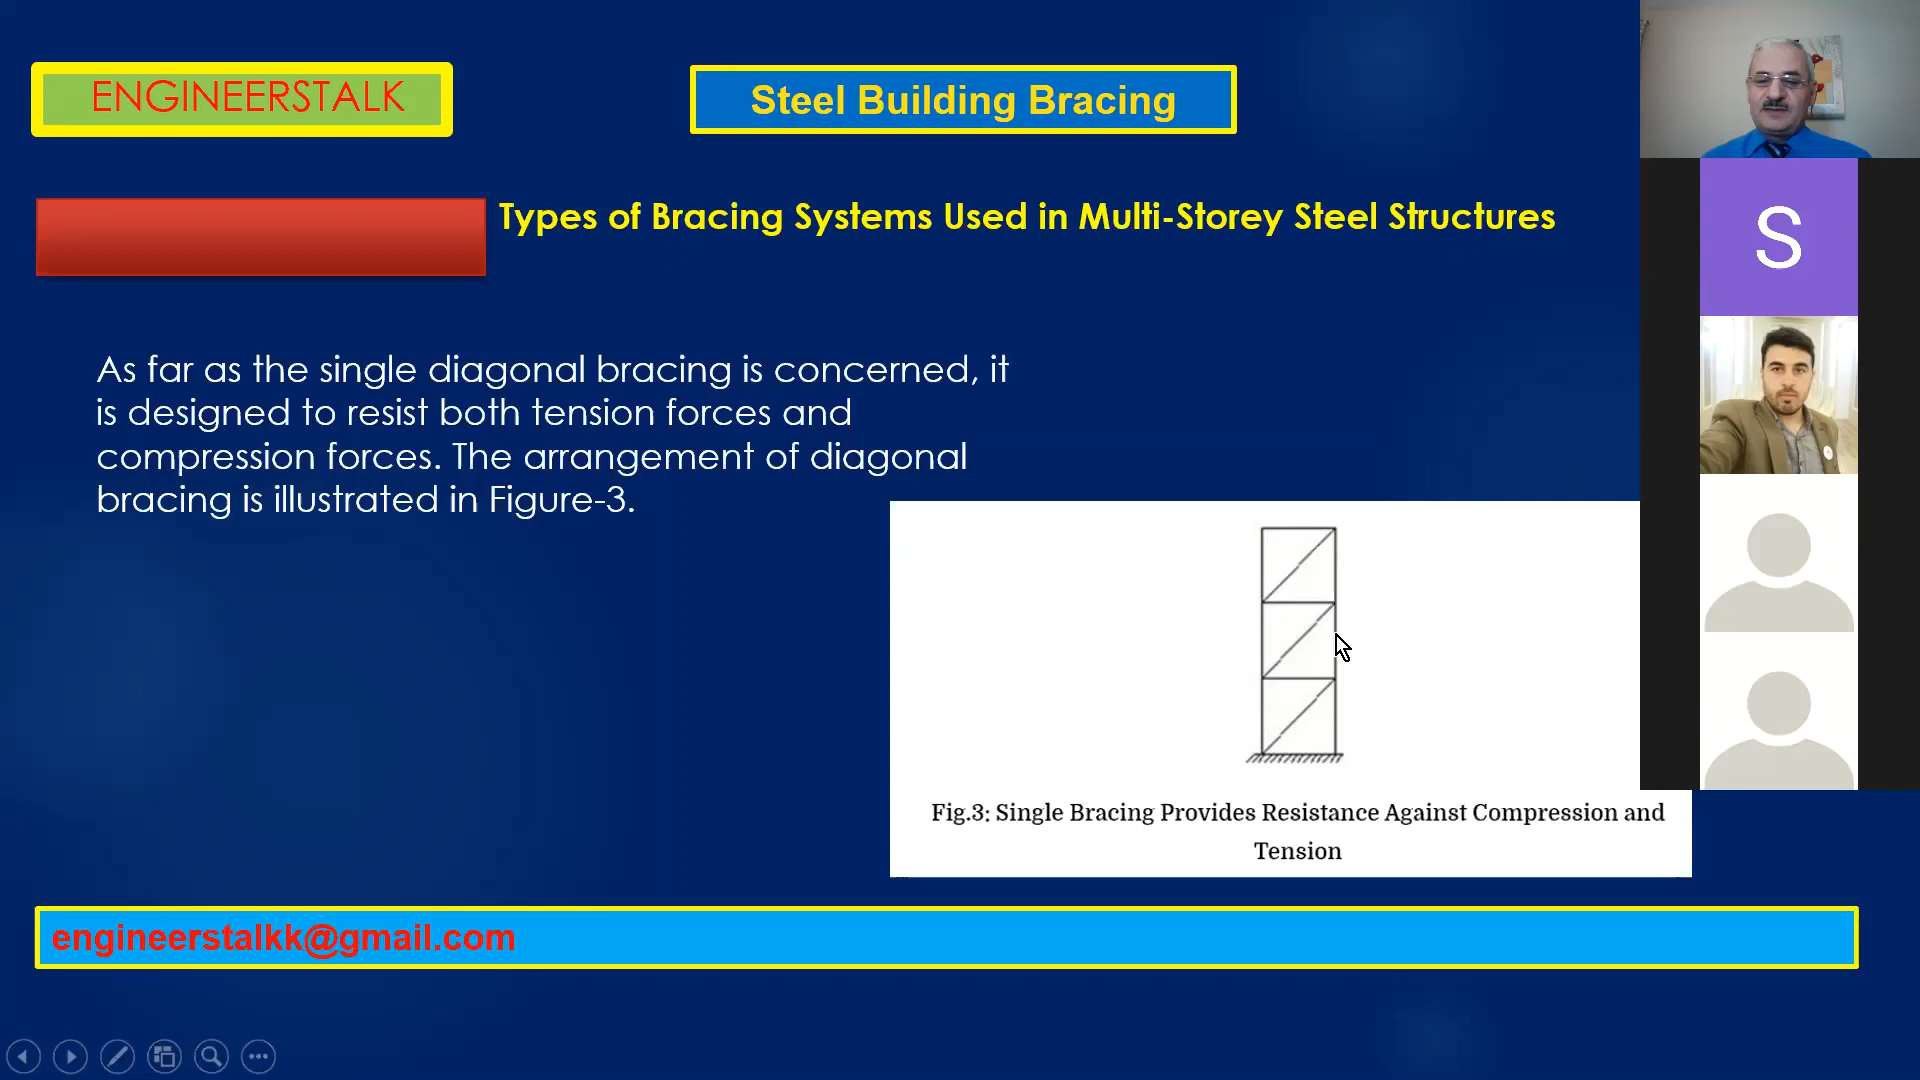 ENGINEERSTALK
Steel Building Bracing
Types of Bracing Systems Used in Multi-Storey Steel Structures
As far as the single diagonal bracing is concerned, it
is designed to resist both tension forces and
compression forces. The arrangement of diagonal
bracing is illustrated in Figure-3.
Fig.3: Single Bracing Provides Resistance Against Compression and
Tension
engineerstalkk@gmail.com
S